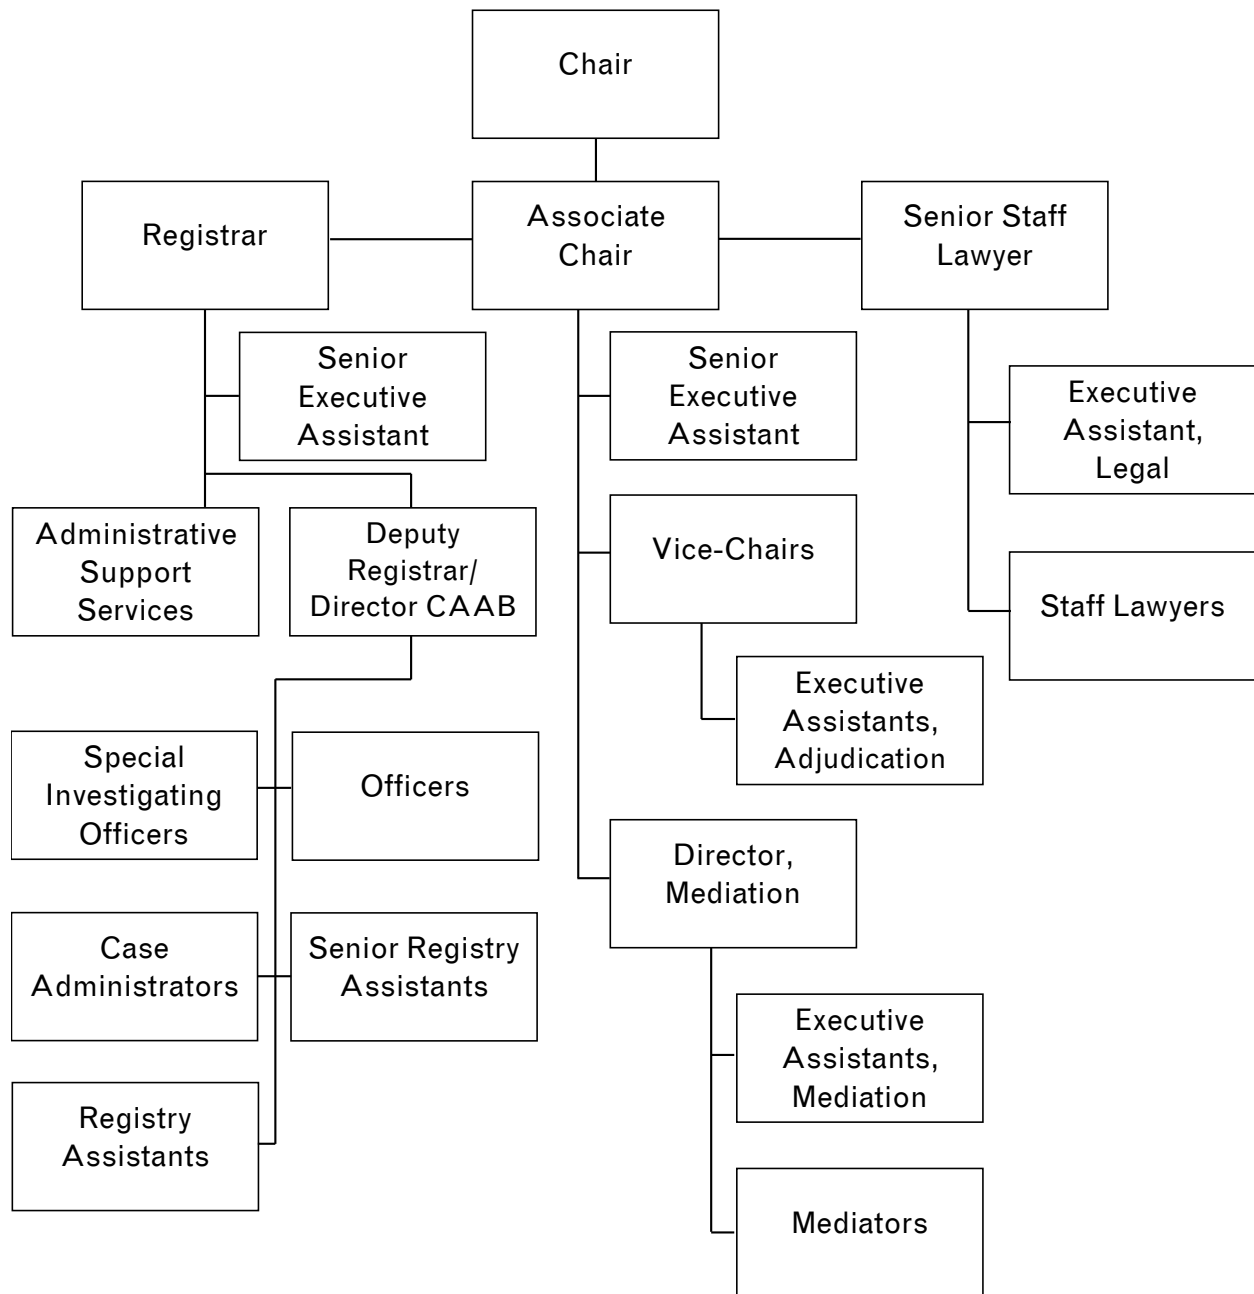 Chair
Registrar
Associate
Chair
Senior Staff
Lawyer
Senior
Executive
Assistant
Senior
Executive
Assistant
Executive
Assistant,
Legal
Administrative
Support
Services
Deputy
Registrar/
Director CAAB
Vice-Chairs
Staff Lawyers
Executive
Assistants,
Adjudication
Special
Investigating
Officers
Officers
Director,
Mediation
Case
Administrators
Senior Registry
Assistants
Executive
Assistants,
Mediation
Registry
Assistants
Mediators